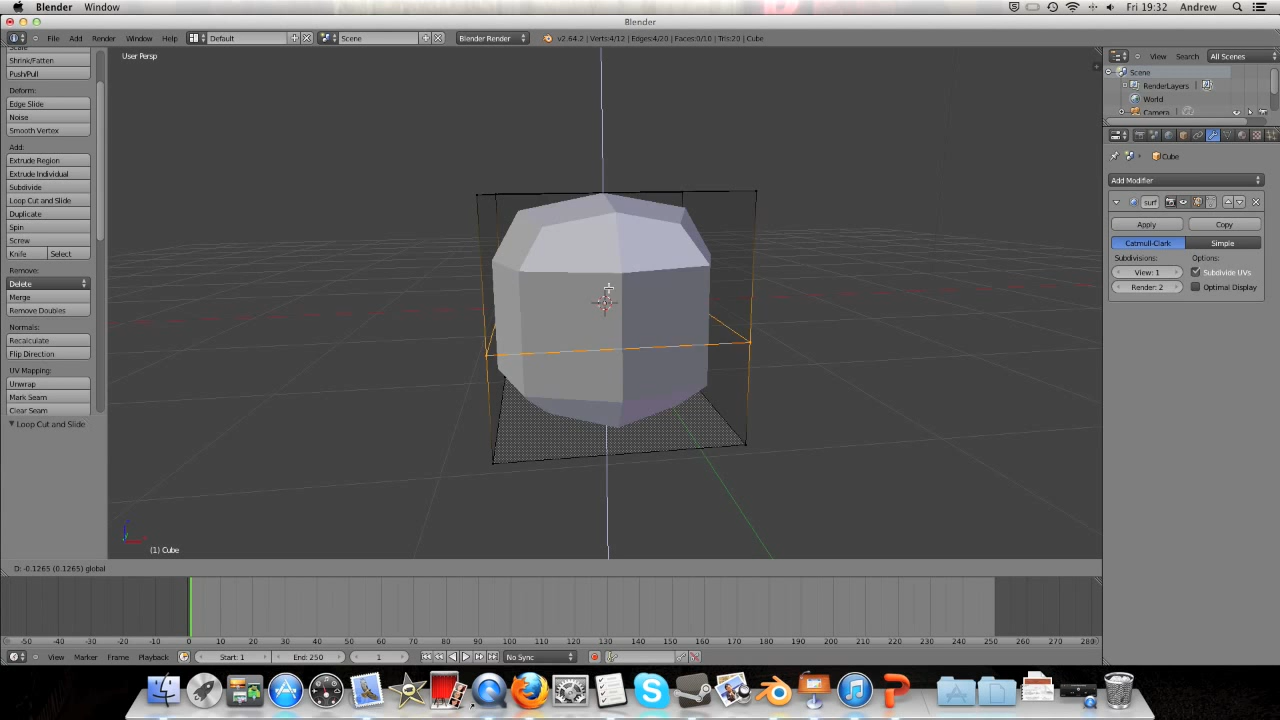 Blender Window Fri 19:32 Andrew
Blender
File Add Render Window Help Default Scene Blender Render v2.64.2 | Verts:4/12 | Edges:4/20 | Faces:0/10 | Tris:20 | Cube
View Search All Scenes
Scene
RenderLayers
World
Camera
Cube
Add Modifier
surf
Apply Copy
Catmull-Clark Simple
Subdivisions: Options:
View: 1 Subdivide UVs
Render: 2 Optimal Display
User Persp
Shrink/Fatten
Push/Pull
Deform:
Edge Slide
Noise
Smooth Vertex
Add:
Extrude Region
Extrude Individual
Subdivide
Loop Cut and Slide
Duplicate
Spin
Screw
Knife Select
Remove:
Delete
Merge
Remove Doubles
Normals:
Recalculate
Flip Direction
UV Mapping:
Unwrap
Mark Seam
Clear Seam
Loop Cut and Slide
(1) Cube
D: -0.1265 (0.1265) global
-50 -40 -30 -20 -10 0 10 20 30 40 50 60 70 80 90 100 110 120 130 140 150 160 170 180 190 200 210 220 230 240 250 260 270 280
View Marker Frame Playback Start: 1 End: 250 1 No Sync